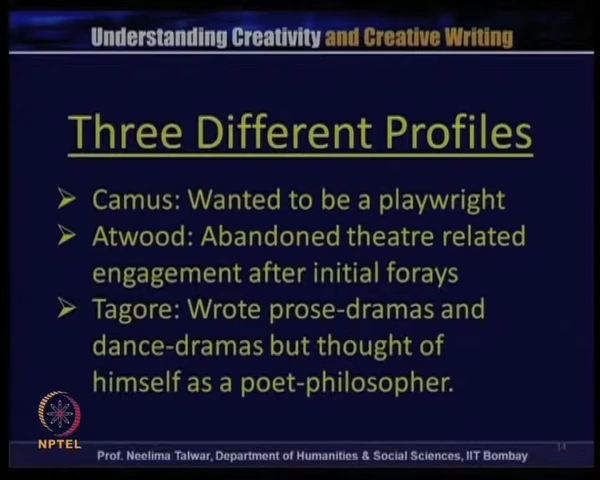 Understanding Creativity and Creative Writing
Three Different Profiles
➢ Camus: Wanted to be a playwright
➢ Atwood: Abandoned theatre related
engagement after initial forays
➢ Tagore: Wrote prose-dramas and
dance-dramas but thought of
himself as a poet-philosopher.
NPTEL
14
Prof. Neelima Talwar, Department of Humanities & Social Sciences, IIT Bombay